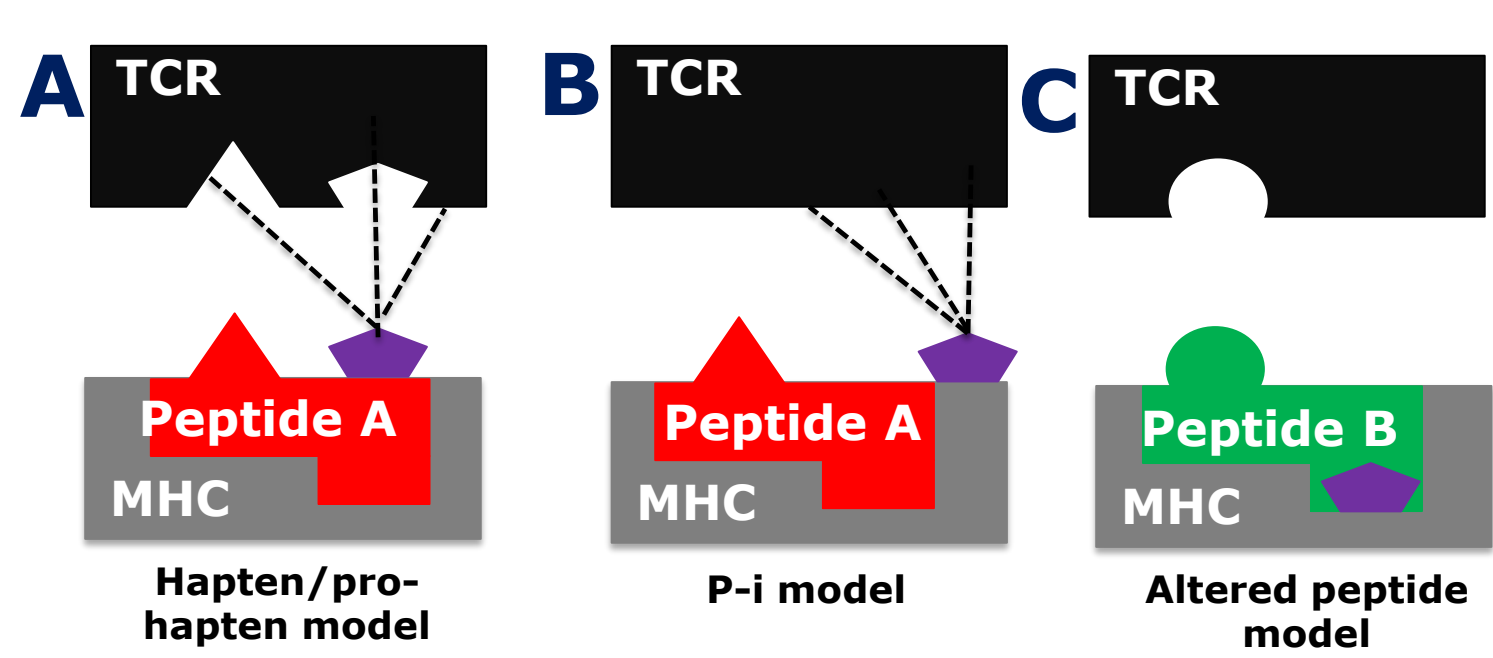 A
TCR
Peptide A
MHC
Hapten/pro-
hapten model
B
TCR
Peptide A
MHC
P-i model
C
TCR
Peptide B
MHC
Altered peptide
model